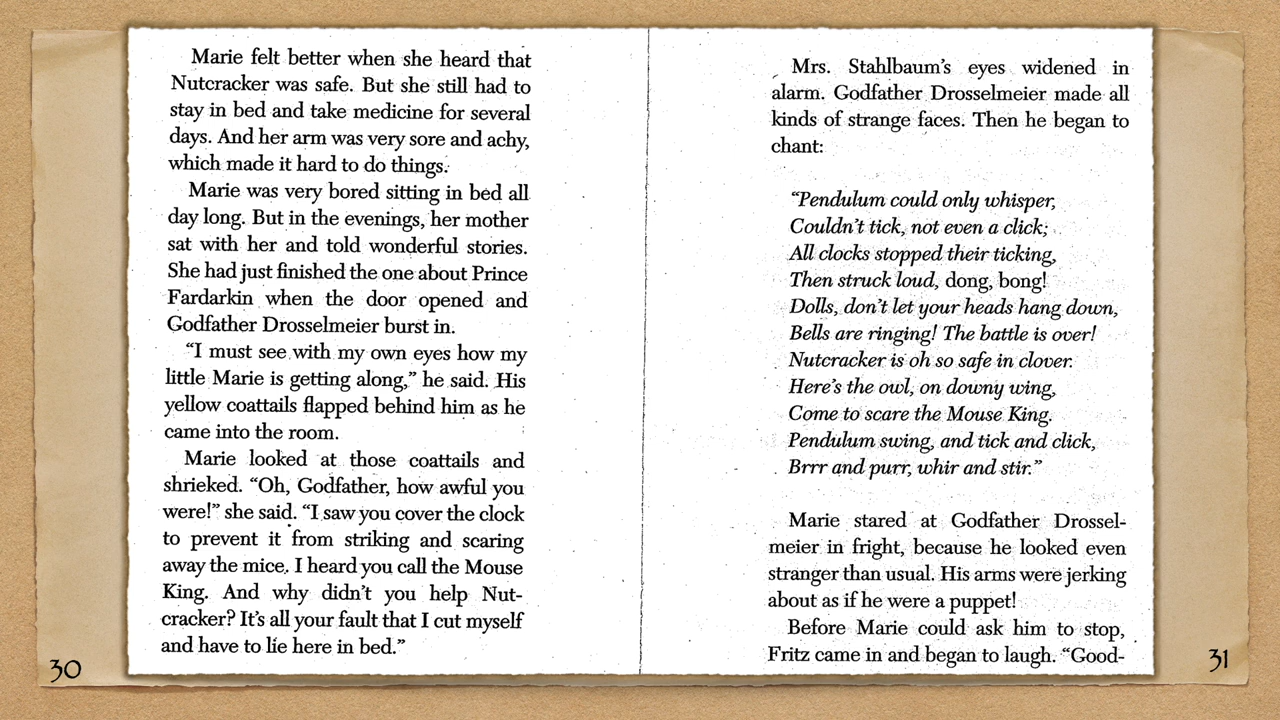 Marie felt better when she heard that
Nutcracker was safe. But she still had to
stay in bed and take medicine for several
days. And her arm was very sore and achy,
which made it hard to do things.
Marie was very bored sitting in bed all
day long. But in the evenings, her mother
sat with her and told wonderful stories.
She had just finished the one about Prince
Fardarkin when the door opened and
Godfather Drosselmeier burst in.
“I must see with my own eyes how my
little Marie is getting along,” he said. His
yellow coattails flapped behind him as he
came into the room.
Marie looked at those coattails and
shrieked. “Oh, Godfather, how awful you
were!” she said. “I saw you cover the clock
to prevent it from striking and scaring
away the mice. I heard you call the Mouse
King. And why didn’t you help Nut-
cracker? It’s all your fault that I cut myself
and have to lie here in bed.”
30
Mrs. Stahlbaum’s eyes widened in
alarm. Godfather Drosselmeier made all
kinds of strange faces. Then he began to
chant:
“Pendulum could only whisper,
Couldn’t tick, not even a click;
All clocks stopped their ticking,
Then struck loud, dong, bong!
Dolls, don’t let your heads hang down,
Bells are ringing! The battle is over!
Nutcracker is oh so safe in clover.
Here’s the owl, on downy wing,
Come to scare the Mouse King.
Pendulum swing, and tick and click,
Brrr and purr, whir and stir.”
Marie stared at Godfather Drossel-
meier in fright, because he looked even
stranger than usual. His arms were jerking
about as if he were a puppet!
Before Marie could ask him to stop,
Fritz came in and began to laugh. “Good-
31